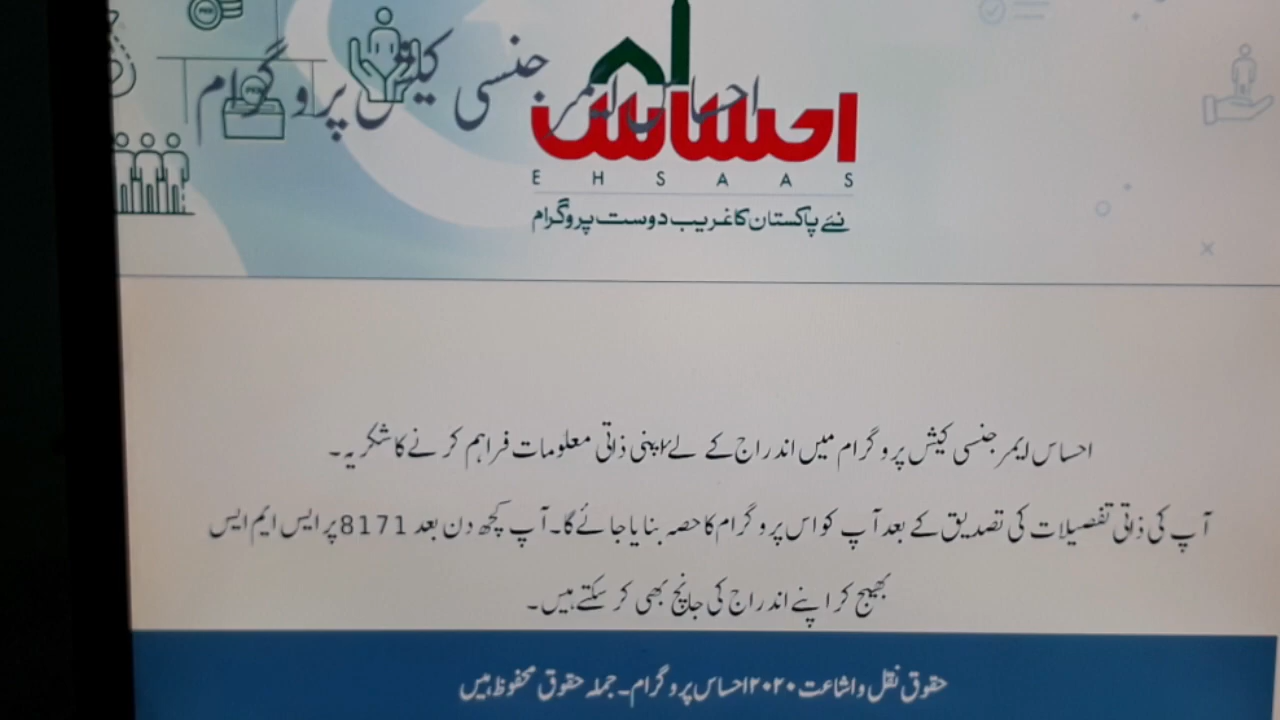 احساس ایمرجنسی کیش پروگرام
احساس
EHSAAS
نئے پاکستان کا غریب دوست پروگرام
احساس ایمرجنسی کیش پروگرام میں اندراج کے لئے اپنی ذاتی معلومات فراہم کرنے کا شکریہ۔
آپ کی ذاتی تفصیلات کی تصدیق کے بعد آپ کو اس پروگرام کا حصہ بنایا جائے گا۔ آپ کچھ دن بعد 8171 پر ایس ایم ایس
بھیج کر اپنے اندراج کی جانچ بھی کر سکتے ہیں۔
حقوق نقل و اشاعت ۲۰۲۰ احساس پروگرام۔ جملہ حقوق محفوظ ہیں